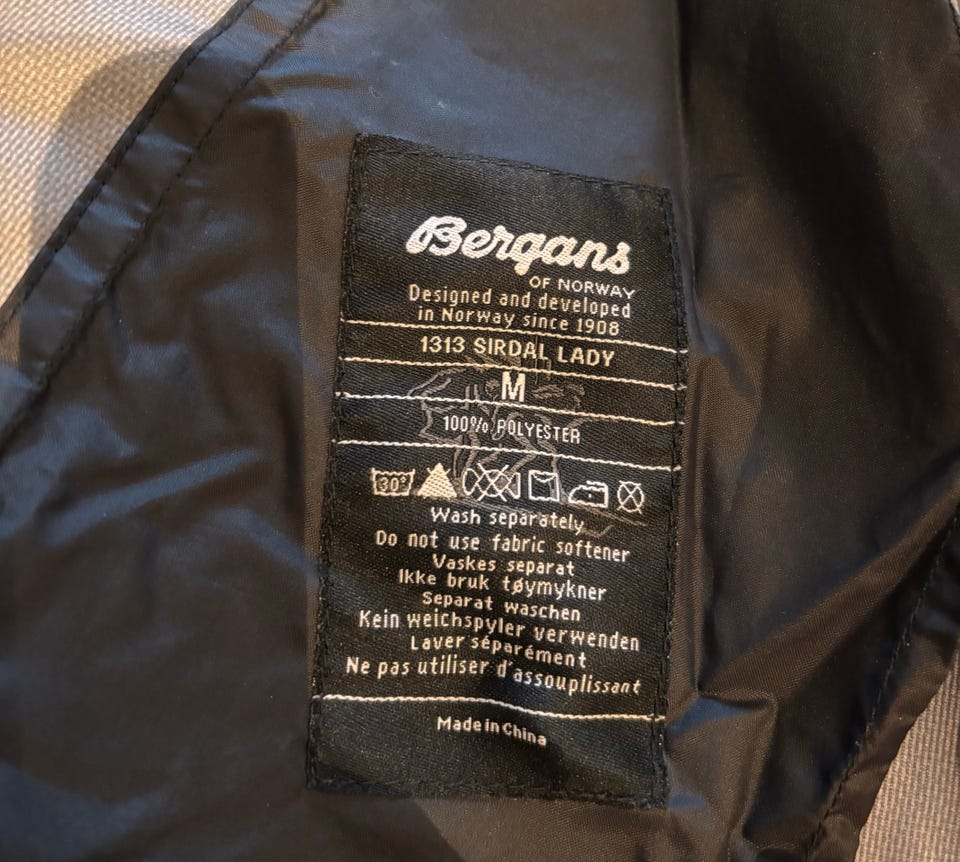 Bergans
OF NORWAY
Designed and developed
in Norway since 1908
1313 SIRDAL LADY
M
100% POLYESTER
30°
Wash separately
Do not use fabric softener
Vaskes separat
Ikke bruk tøymykner
Separat waschen
Kein weichspyler verwenden
Laver séparément
Ne pas utiliser d'assouplissant
Made in China